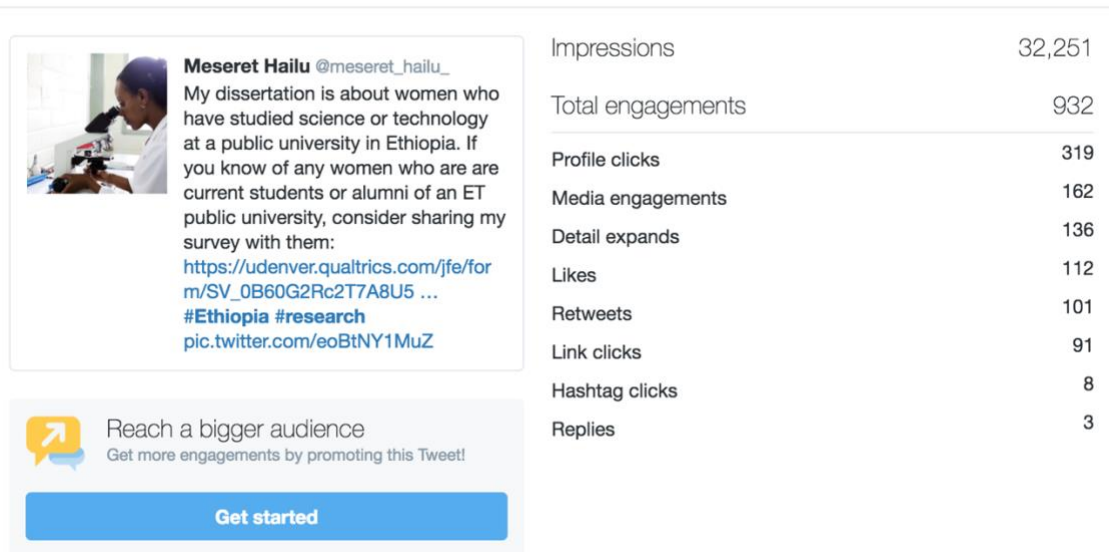 Meseret Hailu @meseret_hailu_
My dissertation is about women who
have studied science or technology
at a public university in Ethiopia. If
you know of any women who are are
current students or alumni of an ET
public university, consider sharing my
survey with them:
https://udenver.qualtrics.com/jfe/for
m/SV_0B60G2Rc2T7A8U5 ...
#Ethiopia #research
pic.twitter.com/eoBtNY1MuZ
Reach a bigger audience
Get more engagements by promoting this Tweet!
Get started
Impressions 32,251
Total engagements 932
Profile clicks 319
Media engagements 162
Detail expands 136
Likes 112
Retweets 101
Link clicks 91
Hashtag clicks 8
Replies 3